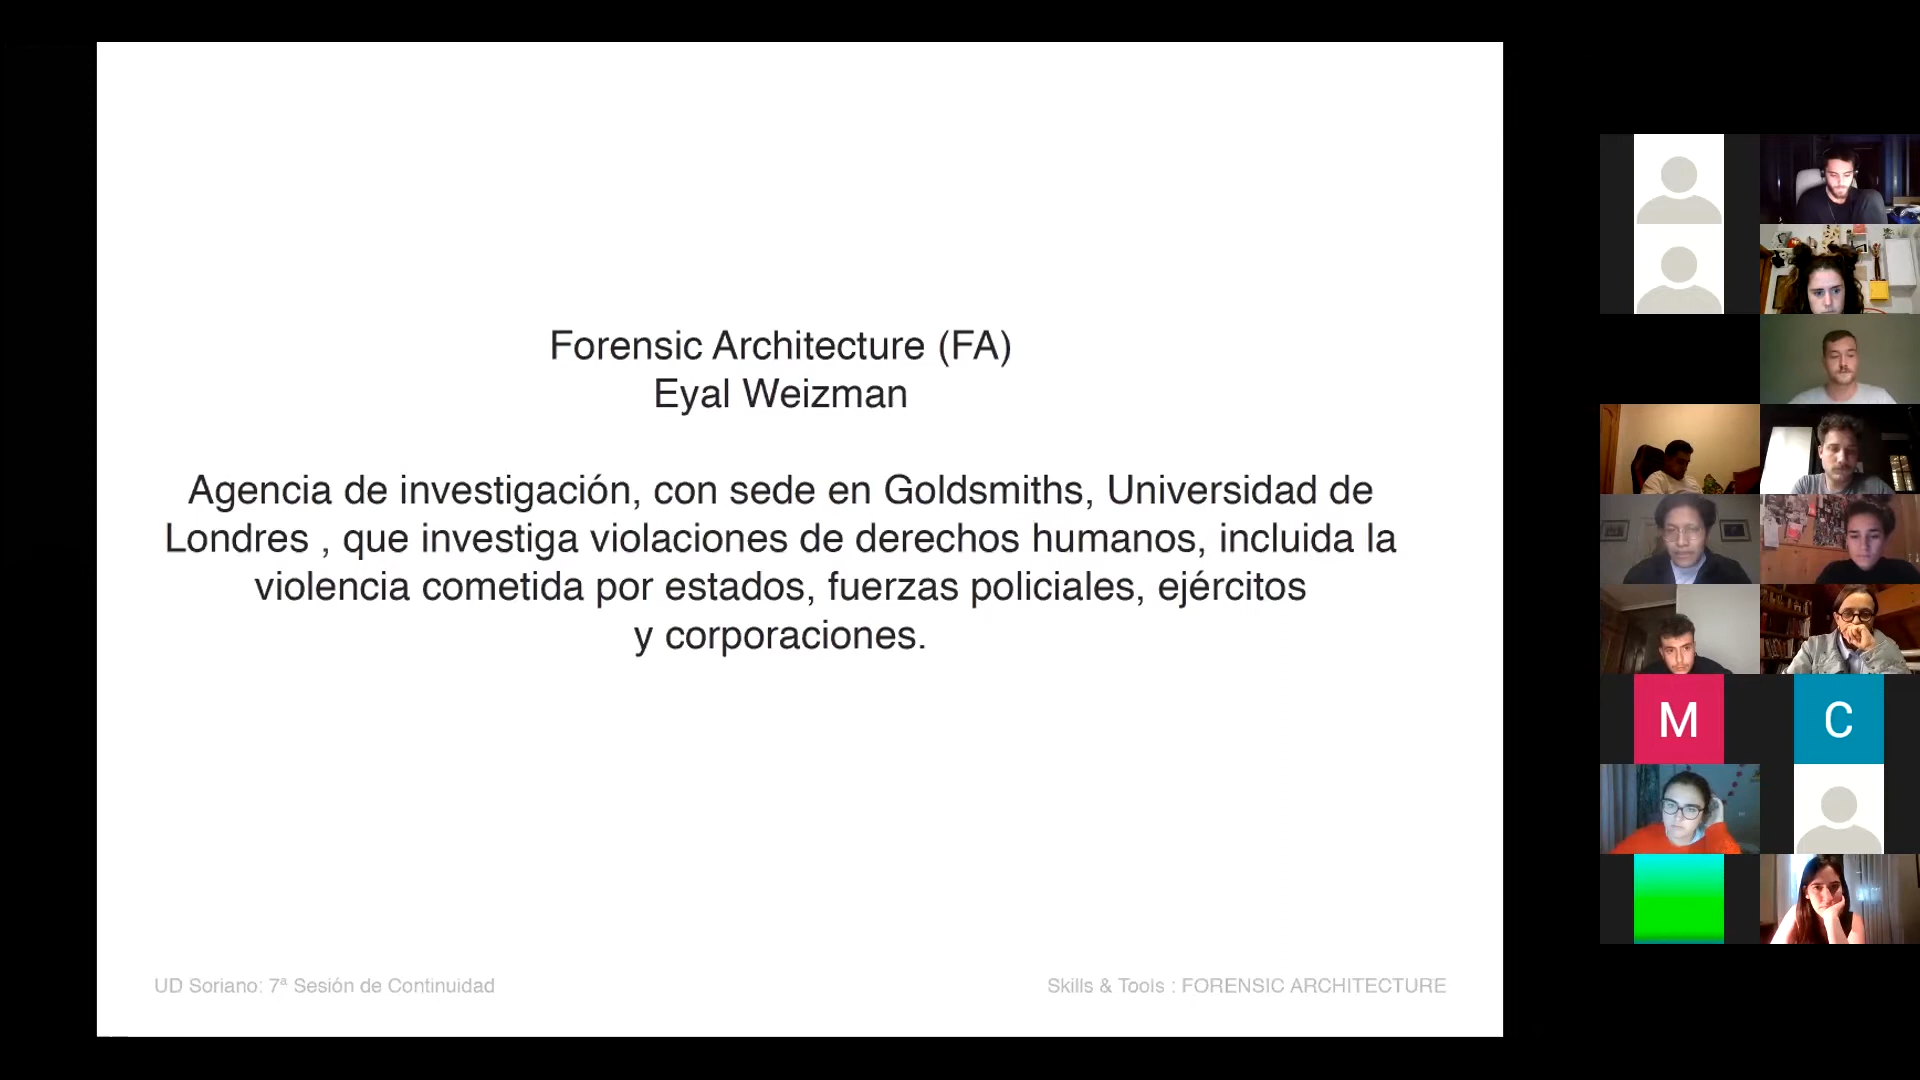 Forensic Architecture (FA)
Eyal Weizman
Agencia de investigación, con sede en Goldsmiths, Universidad de
Londres , que investiga violaciones de derechos humanos, incluida la
violencia cometida por estados, fuerzas policiales, ejércitos
y corporaciones.
UD Soriano: 7ª Sesión de Continuidad
Skills & Tools : FORENSIC ARCHITECTURE
M
C